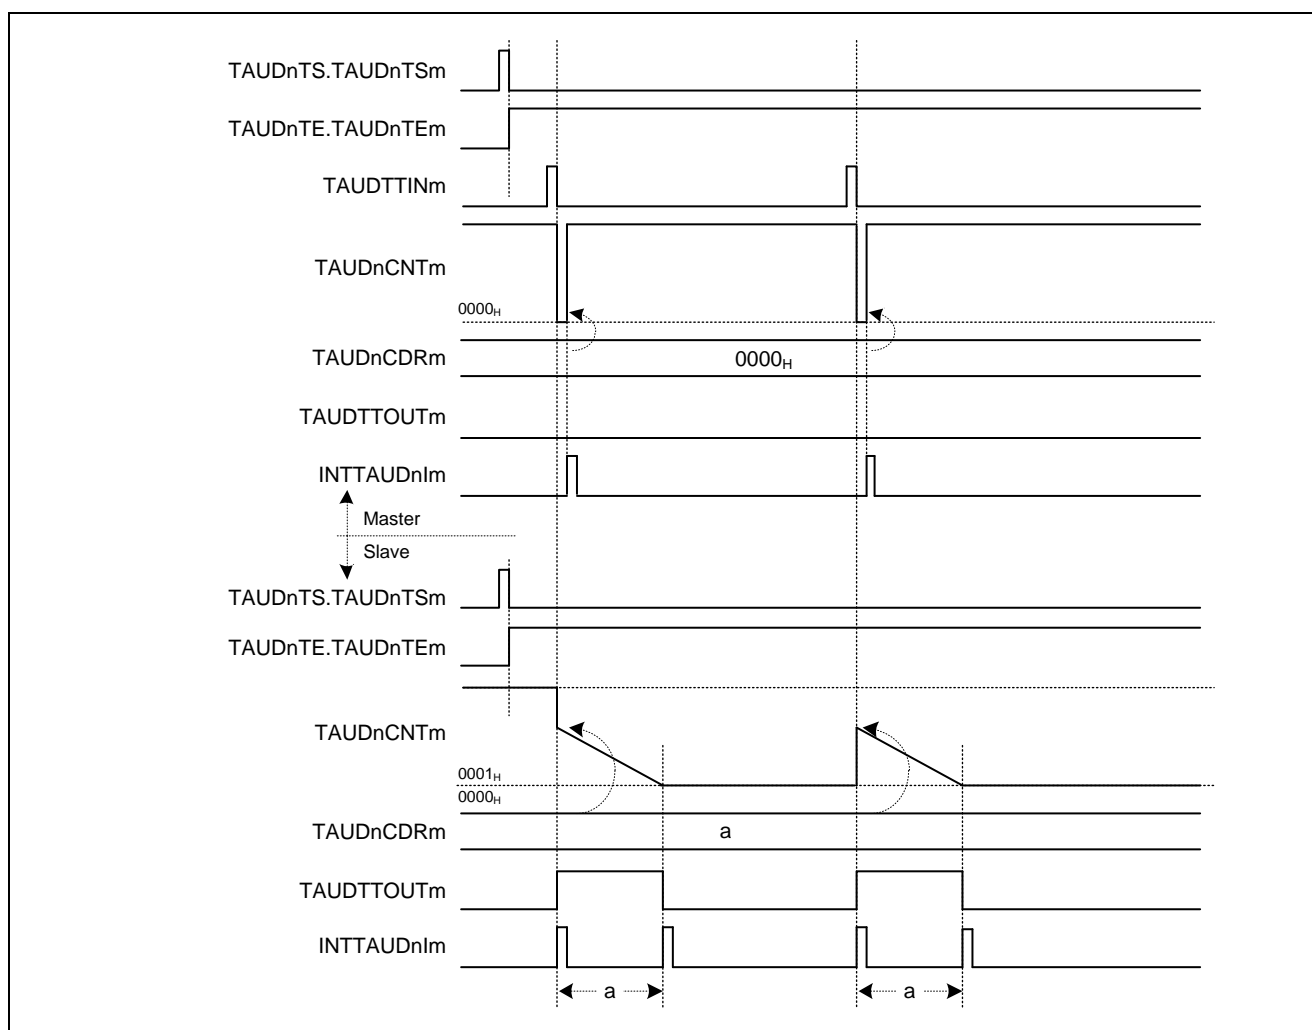 TAUDnTS.TAUDnTSm
TAUDnTE.TAUDnTEm
TAUDTTINm
TAUDnCNTm
0000H
TAUDnCDRm
0000H
TAUDTTOUTm
INTTAUDnIm
Master
Slave
TAUDnTS.TAUDnTSm
TAUDnTE.TAUDnTEm
TAUDnCNTm
0001H
0000H
TAUDnCDRm
a
TAUDTTOUTm
INTTAUDnIm
a a